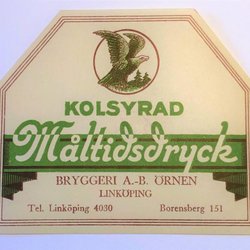 KOLSYRAD
Måltidsdryck
BRYGGERI A.-B. ÖRNEN
LINKÖPING
Tel. Linköping 4030 Borensberg 151